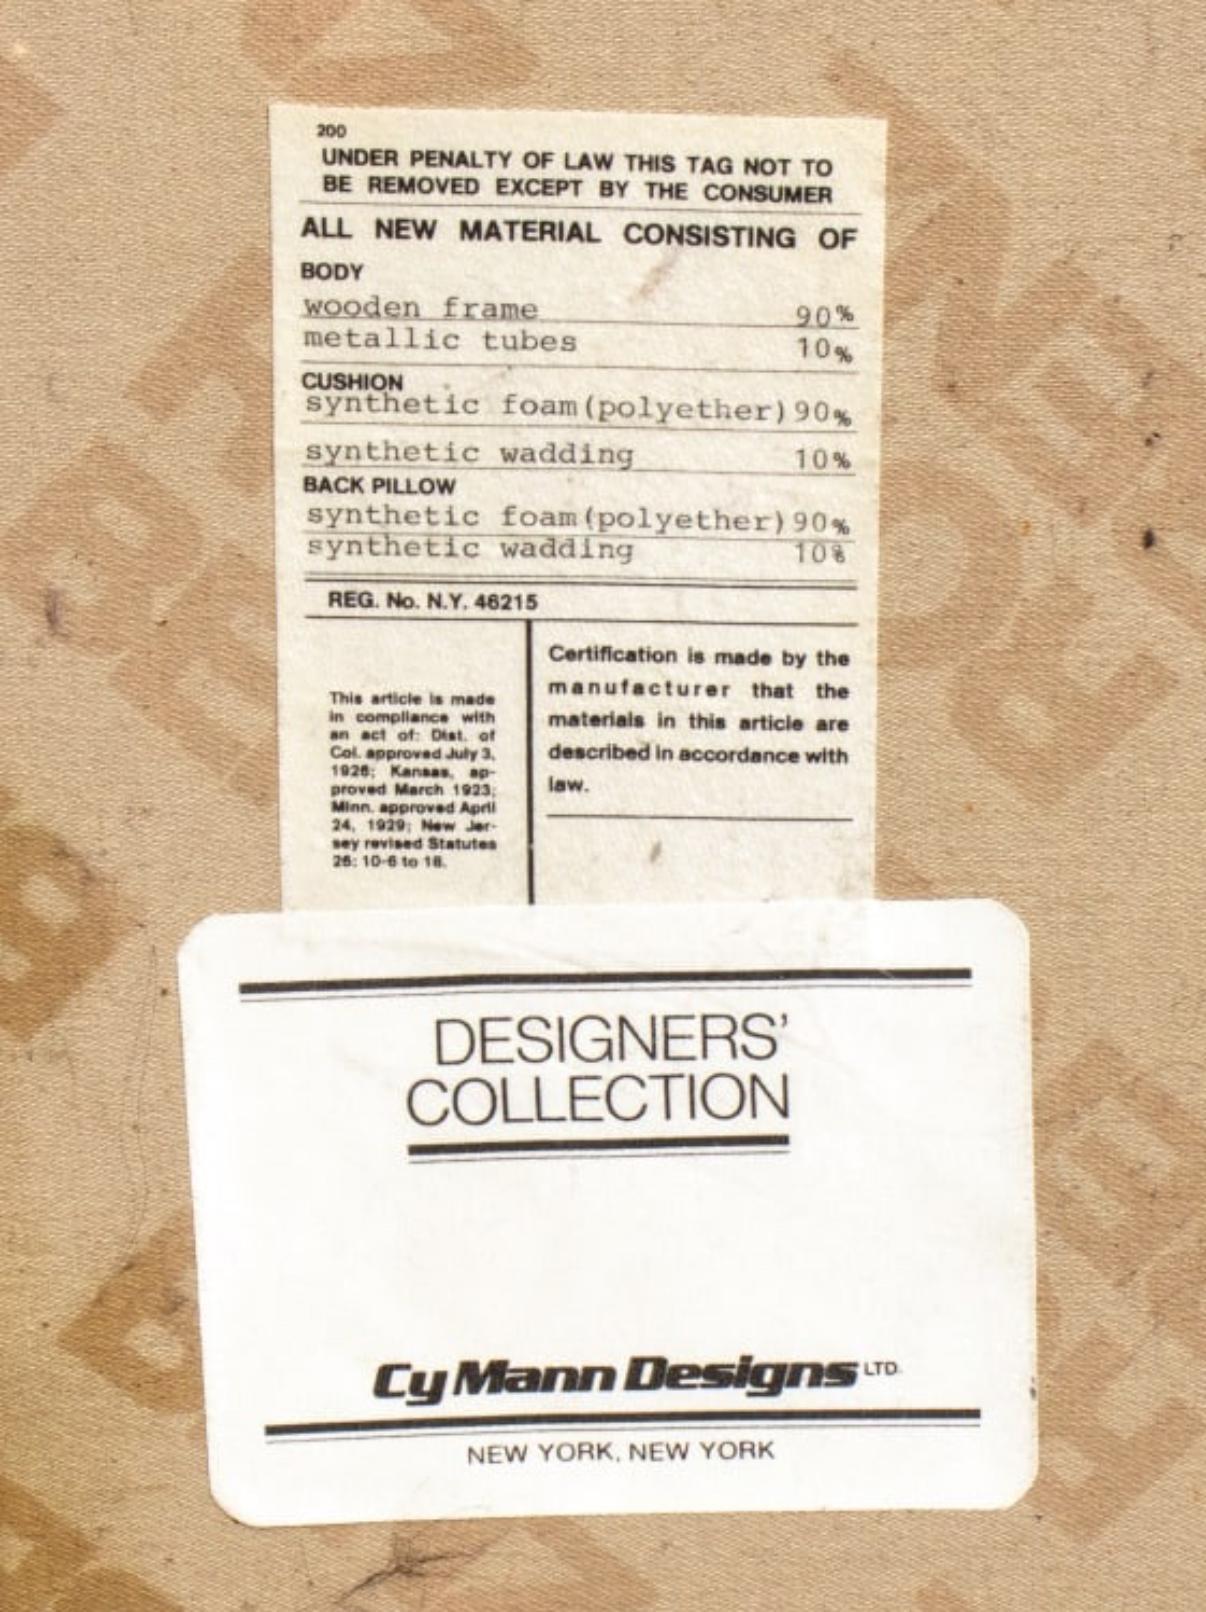 200
UNDER PENALTY OF LAW THIS TAG NOT TO
BE REMOVED EXCEPT BY THE CONSUMER
ALL NEW MATERIAL CONSISTING OF
BODY
wooden frame 90%
metallic tubes 10%
CUSHION
synthetic foam(polyether)90%
synthetic wadding 10%
BACK PILLOW
synthetic foam(polyether)90%
synthetic wadding 10%
REG. No. N.Y. 46215
This article is made
in compliance with
an act of: Dist. of
Col. approved July 3,
1926; Kansas, ap-
proved March 1923;
Minn. approved April
24, 1929; New Jer-
sey revised Statutes
26: 10-6 to 18.
Certification is made by the
manufacturer that the
materials in this article are
described in accordance with
law.
DESIGNERS'
COLLECTION
Cy Mann Designs LTD.
NEW YORK, NEW YORK